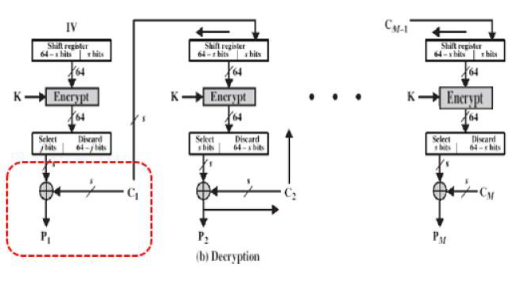 IV
C_{M-1}
Shift register
64 – s bits | s bits
Shift register
64 – s bits | s bits
Shift register
64 – s bits | s bits
64
64
64
K
Encrypt
K
Encrypt
K
Encrypt
64
64
64
s
Select Discard
j bits 64 – j bits
Select Discard
s bits 64 – s bits
Select Discard
s bits 64 – s bits
s
s
s
s
C_1
s
C_2
s
C_M
P_1
P_2
P_M
(b) Decryption